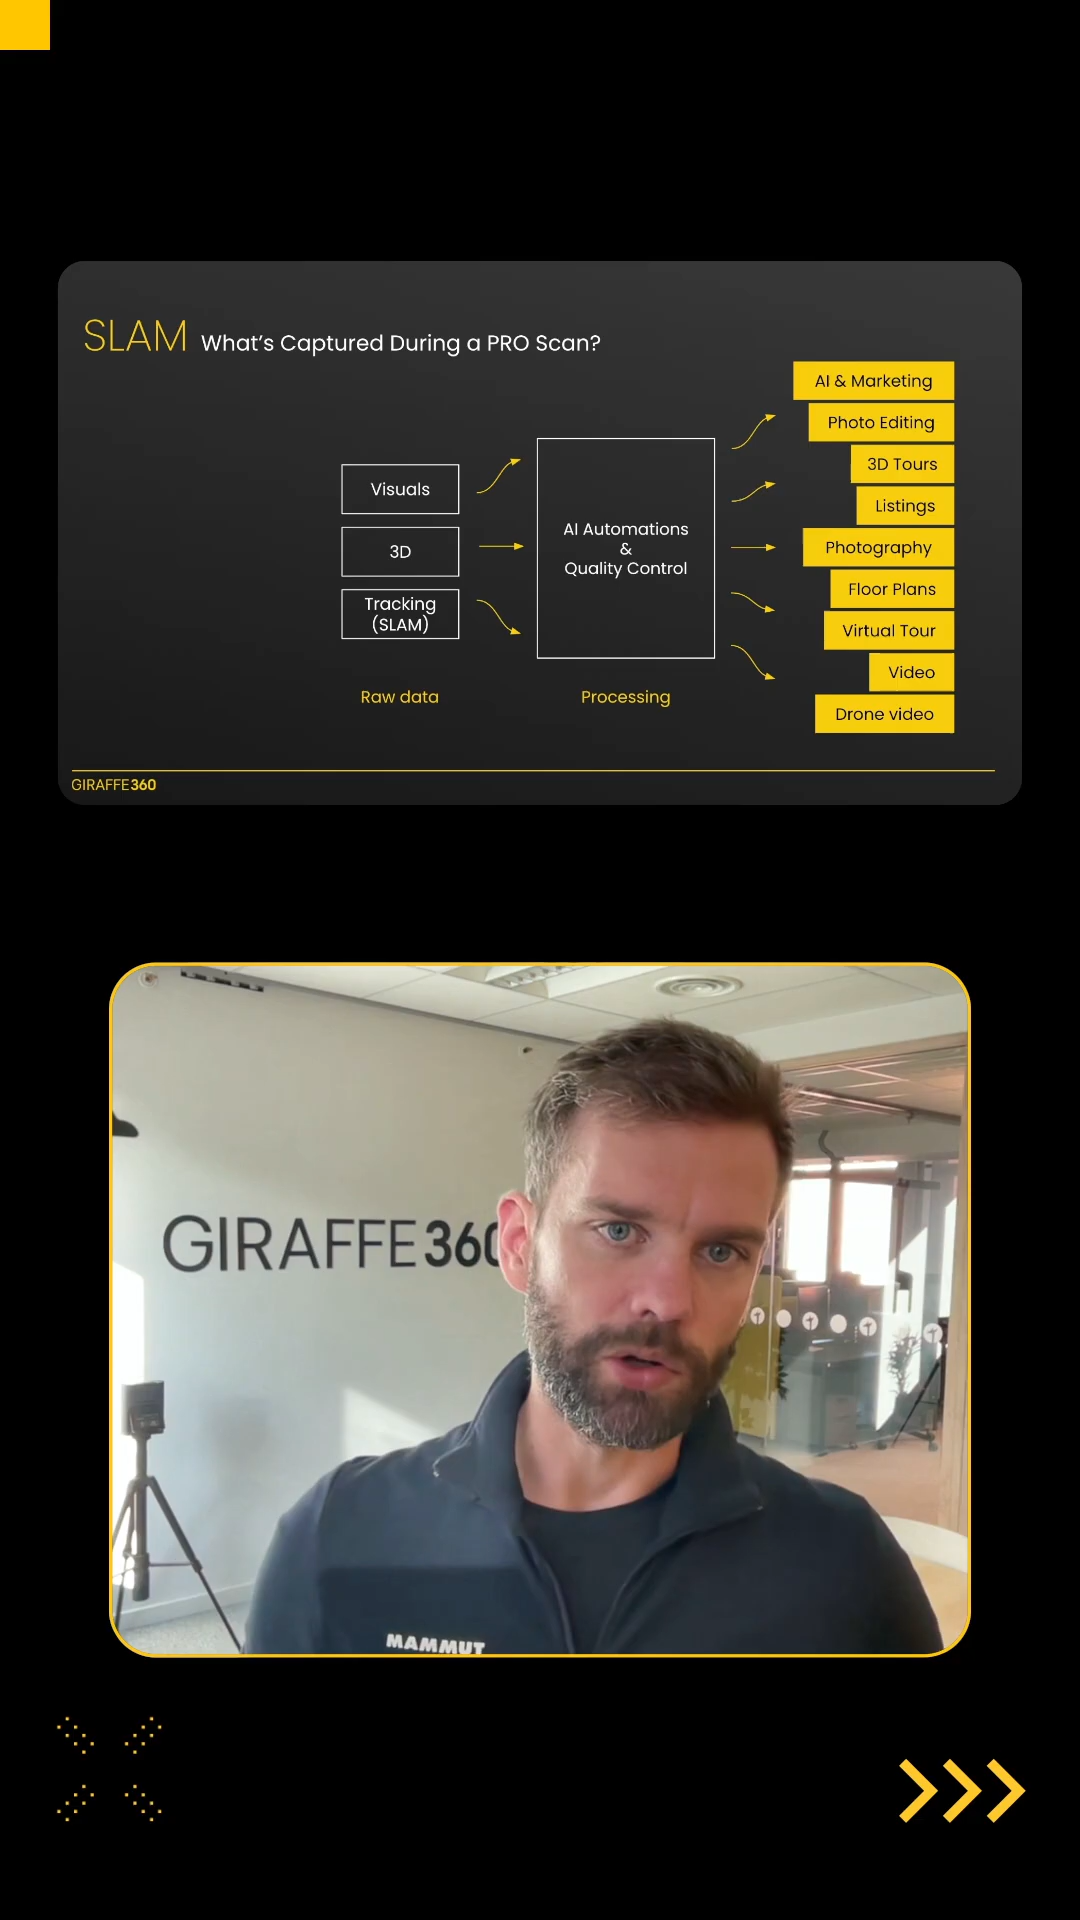 SLAM What's Captured During a PRO Scan?
Visuals
3D
Tracking
(SLAM)
Raw data
AI Automations
&
Quality Control
Processing
AI & Marketing
Photo Editing
3D Tours
Listings
Photography
Floor Plans
Virtual Tour
Video
Drone video
GIRAFFE360
GIRAFFE360
MAMMUT